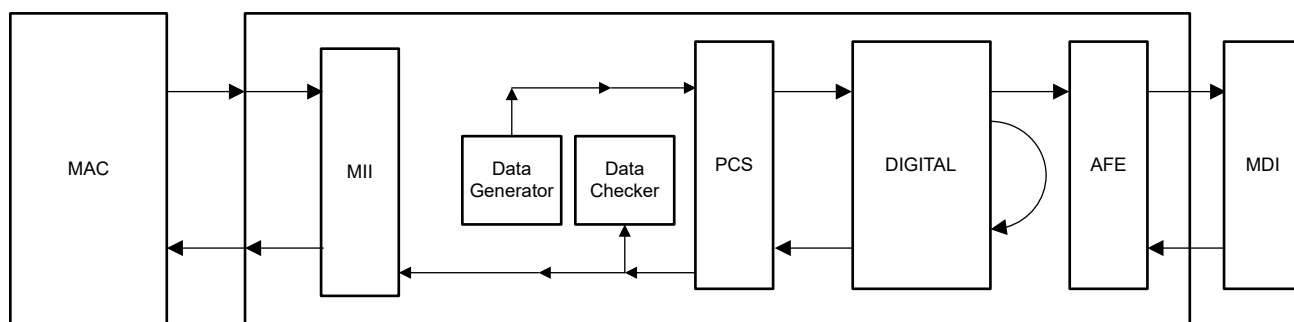 MAC
MII
Data
Generator
Data
Checker
PCS
DIGITAL
AFE
MDI